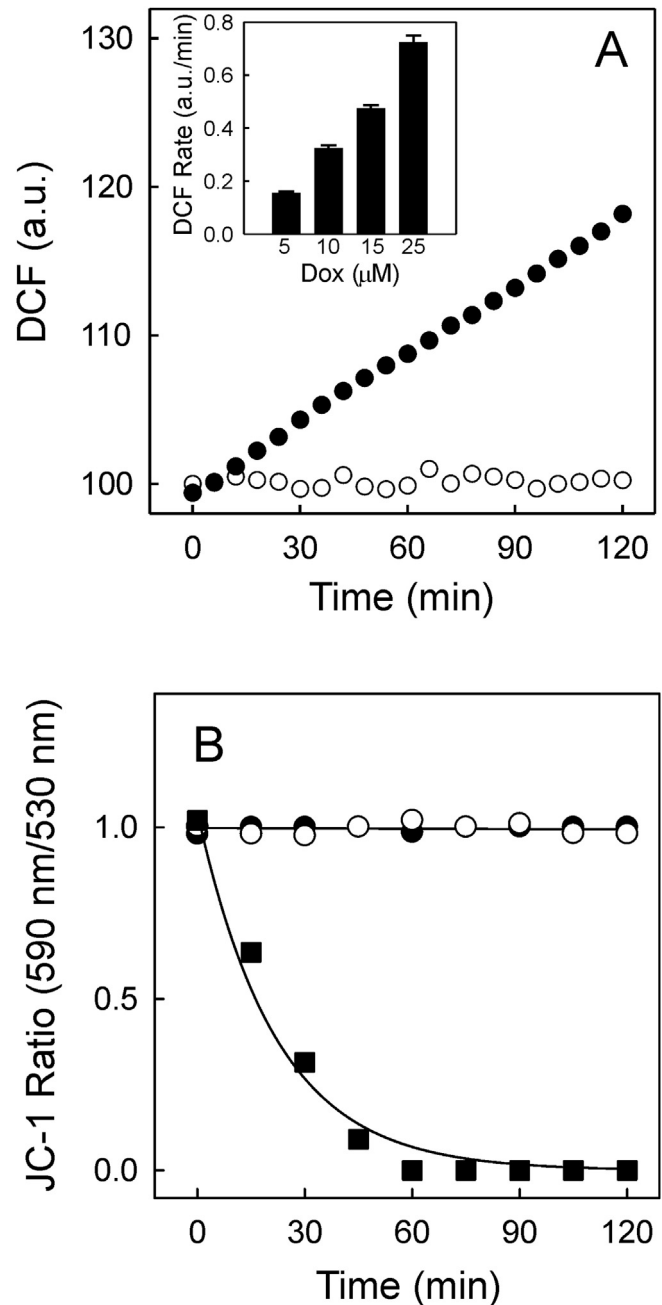 A
130
120
110
100
DCF (a.u.)
0 30 60 90 120
Time (min)
0.8
0.6
0.4
0.2
0.0
DCF Rate (a.u./min)
5 10 15 25
Dox (μM)
B
1.0
0.5
0.0
JC-1 Ratio (590 nm/530 nm)
0 30 60 90 120
Time (min)